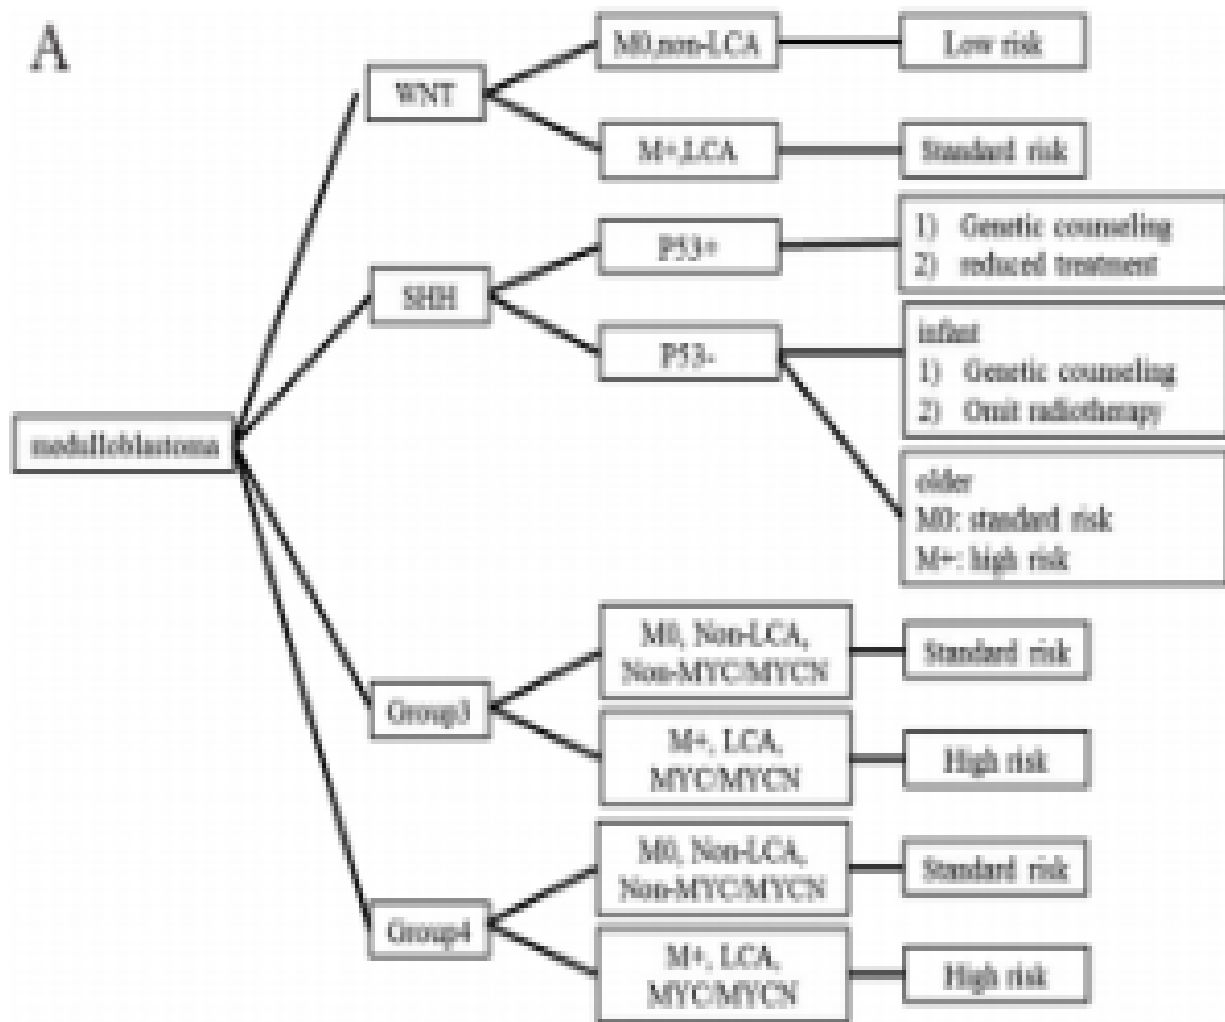 A
medulloblastoma
WNT
M0,non-LCA
Low risk
M+,LCA
Standard risk
SHH
P53+
1) Genetic counseling
2) reduced treatment
P53-
infant
1) Genetic counseling
2) Omit radiotherapy
older
M0: standard risk
M+: high risk
Group3
M0, Non-LCA,
Non-MYC/MYCN
Standard risk
M+, LCA,
MYC/MYCN
High risk
Group4
M0, Non-LCA,
Non-MYC/MYCN
Standard risk
M+, LCA,
MYC/MYCN
High risk